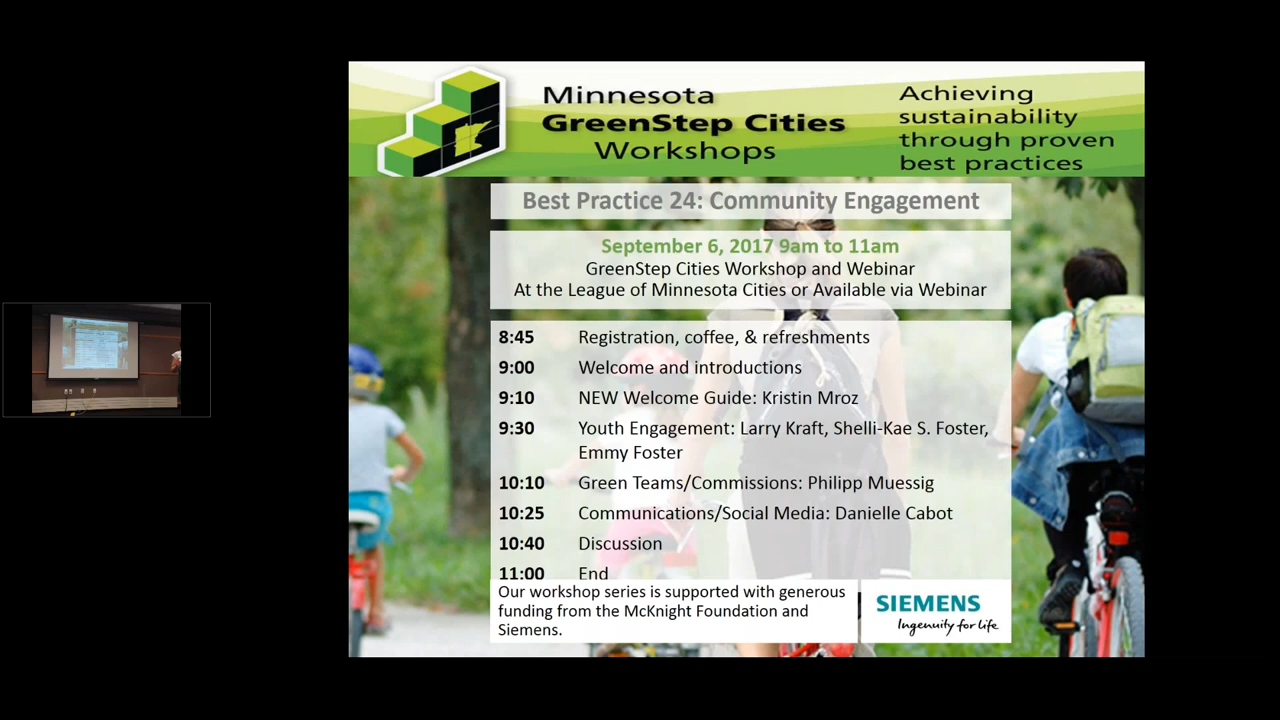 Minnesota
GreenStep Cities
Workshops
Achieving
sustainability
through proven
best practices
Best Practice 24: Community Engagement
September 6, 2017 9am to 11am
GreenStep Cities Workshop and Webinar
At the League of Minnesota Cities or Available via Webinar
8:45 Registration, coffee, & refreshments
9:00 Welcome and introductions
9:10 NEW Welcome Guide: Kristin Mroz
9:30 Youth Engagement: Larry Kraft, Shelli-Kae S. Foster,
Emmy Foster
10:10 Green Teams/Commissions: Philipp Muessig
10:25 Communications/Social Media: Danielle Cabot
10:40 Discussion
11:00 End
Our workshop series is supported with generous
funding from the McKnight Foundation and
Siemens.
SIEMENS
Ingenuity for life